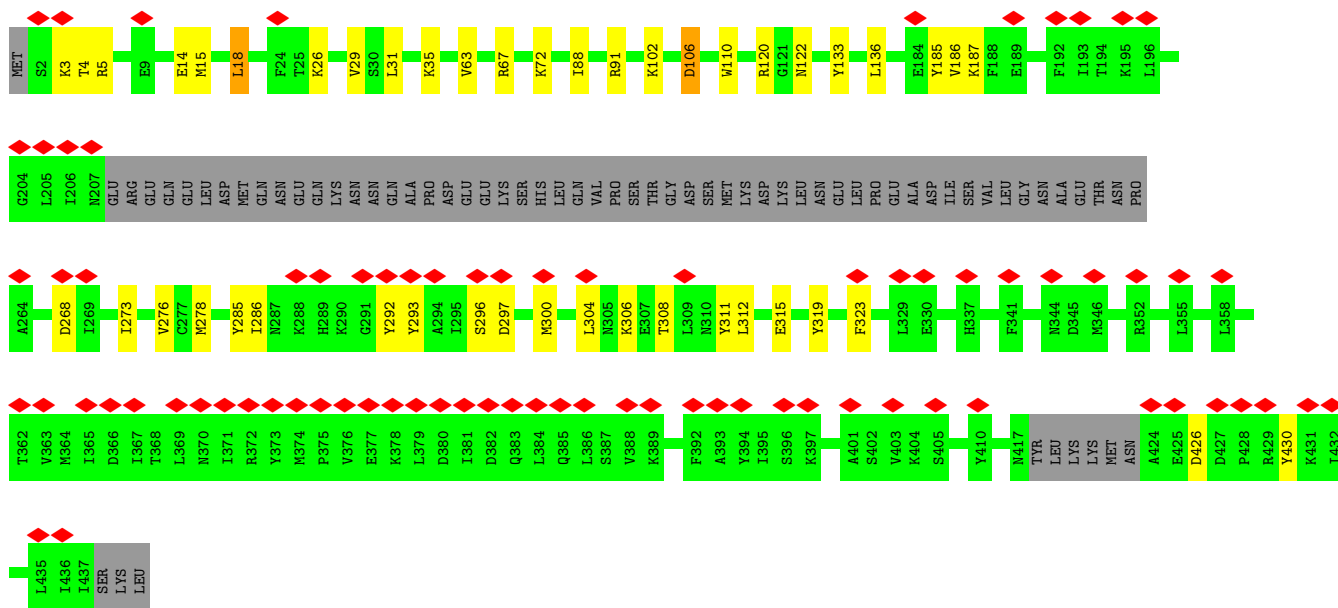 MET S2 K3 T4 R5 E9 E14 M15 L18 F24 T25 K26 V29 S30 L31 K35 V63 R67 K72 I88 R91 K102 D106 W110 R120 G121 N122 Y133 L136 E184 Y185 V186 K187 F188 E189 F192 I193 T194 K195 L196
G204 L205 I206 N207 GLU ARG GLU GLN GLU LEU ASP MET GLN ASN GLU GLN LYS ASN ASN GLN ALA PRO ASP GLU GLU LYS SER HIS LEU GLN VAL PRO SER THR GLY ASP SER MET LYS ASP LYS LEU ASN GLU LEU PRO GLU ALA ASP ILE SER VAL LEU GLY ASN ALA GLU THR ASN PRO
A264 D268 I269 I273 V276 C277 M278 Y285 I286 N287 K288 H289 K290 G291 Y292 Y293 A294 I295 S296 D297 M300 L304 N305 K306 E307 T308 L309 N310 Y311 L312 E315 Y319 F323 L329 E330 H337 F341 N344 D345 M346 R352 L355 L358
T362 V363 M364 I365 D366 I367 T368 L369 N370 I371 R372 Y373 M374 P375 V376 E377 K378 L379 D380 I381 D382 Q383 L384 Q385 L386 S387 V388 K389 F392 A393 Y394 I395 S396 K397 A401 S402 V403 K404 S405 Y410 N417 TYR LEU LYS LYS MET ASN A424 E425 D426 D427 P428 R429 Y430 K431 I432
L435 I436 I437 SER LYS LEU